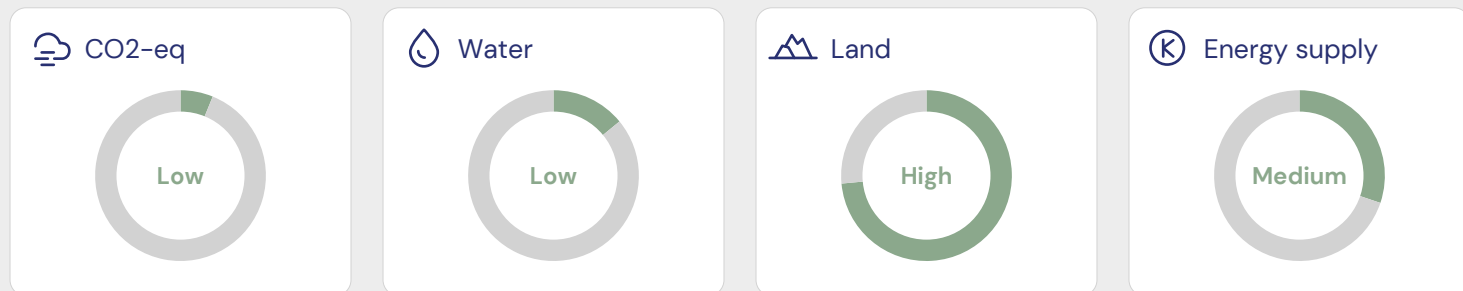 CO2-eq
Low
Water
Low
Land
High
Energy supply
Medium